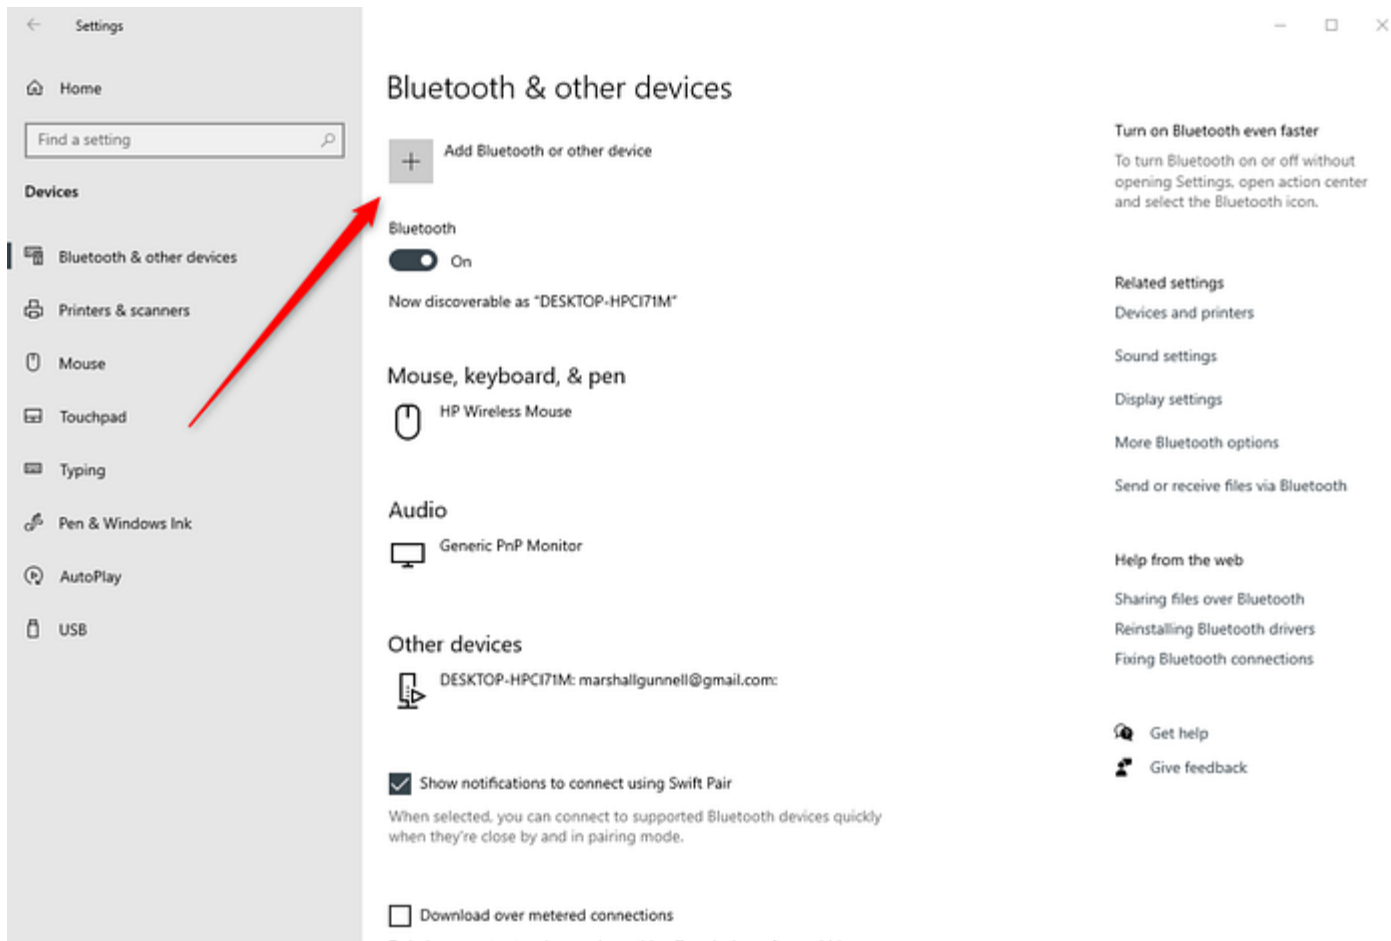 Settings
Home
Find a setting
Devices
Bluetooth & other devices
Printers & scanners
Mouse
Touchpad
Typing
Pen & Windows Ink
AutoPlay
USB
Bluetooth & other devices
Add Bluetooth or other device
Bluetooth
On
Now discoverable as “DESKTOP-HPCI71M”
Mouse, keyboard, & pen
HP Wireless Mouse
Audio
Generic PnP Monitor
Other devices
DESKTOP-HPCI71M: marshallgunnell@gmail.com:
Show notifications to connect using Swift Pair
When selected, you can connect to supported Bluetooth devices quickly
when they're close by and in pairing mode.
Download over metered connections
Turn on Bluetooth even faster
To turn Bluetooth on or off without
opening Settings, open action center
and select the Bluetooth icon.
Related settings
Devices and printers
Sound settings
Display settings
More Bluetooth options
Send or receive files via Bluetooth
Help from the web
Sharing files over Bluetooth
Reinstalling Bluetooth drivers
Fixing Bluetooth connections
Get help
Give feedback